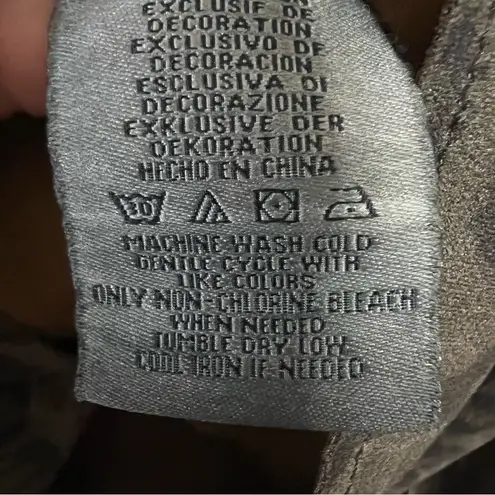 EXCLUSIF DE
DECORATION
EXCLUSIVO DE
DECORACION
ESCLUSIVA DI
DECORAZIONE
EXKLUSIVE DER
DEKORATION
HECHO EN CHINA
30
MACHINE WASH COLD
GENTLE CYCLE WITH
LIKE COLORS
ONLY NON-CHLORINE BLEACH
WHEN NEEDED
TUMBLE DRY LOW
COOL IRON IF NEEDED